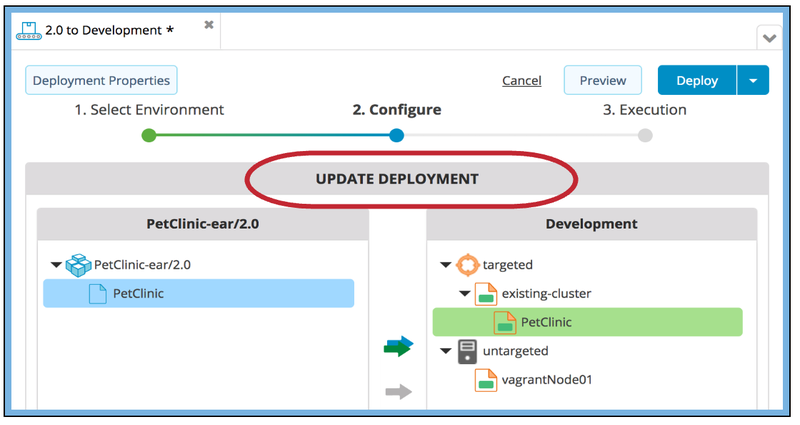 2.0 to Development *
Deployment Properties
Cancel
Preview
Deploy
1. Select Environment
2. Configure
3. Execution
UPDATE DEPLOYMENT
PetClinic-ear/2.0
PetClinic-ear/2.0
PetClinic
Development
targeted
existing-cluster
PetClinic
untargeted
vagrantNode01